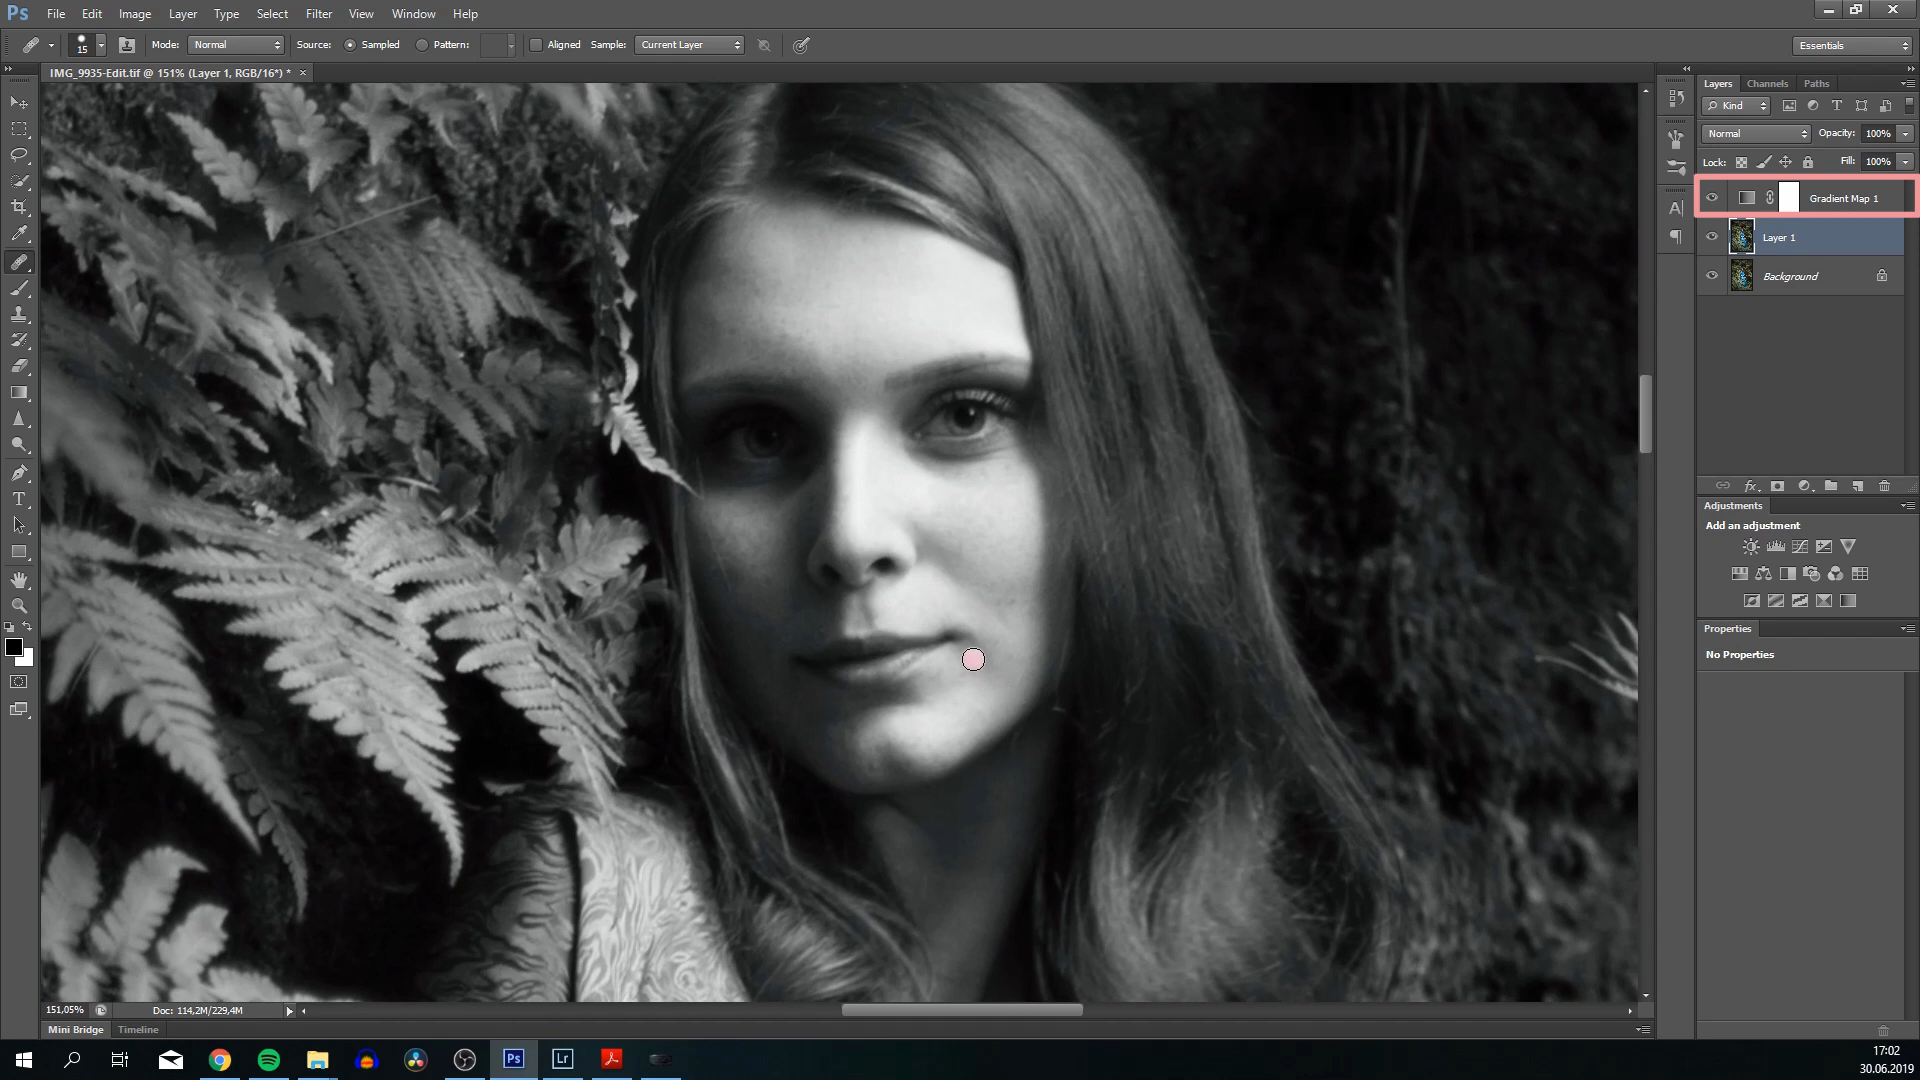 Ps File Edit Image Layer Type Select Filter View Window Help
15 Mode: Normal Source: Sampled Pattern: Aligned Sample: Current Layer Essentials
IMG_9935-Edit.tif @ 151% (Layer 1, RGB/16*) * ×
Layers Channels Paths
Kind
Normal Opacity: 100%
Lock: Fill: 100%
Gradient Map 1
Layer 1
Background
fx
Adjustments
Add an adjustment
Properties
No Properties
151,05% Doc: 114,2M/229,4M
Mini Bridge Timeline
Ps Lr
17:02
30.06.2019